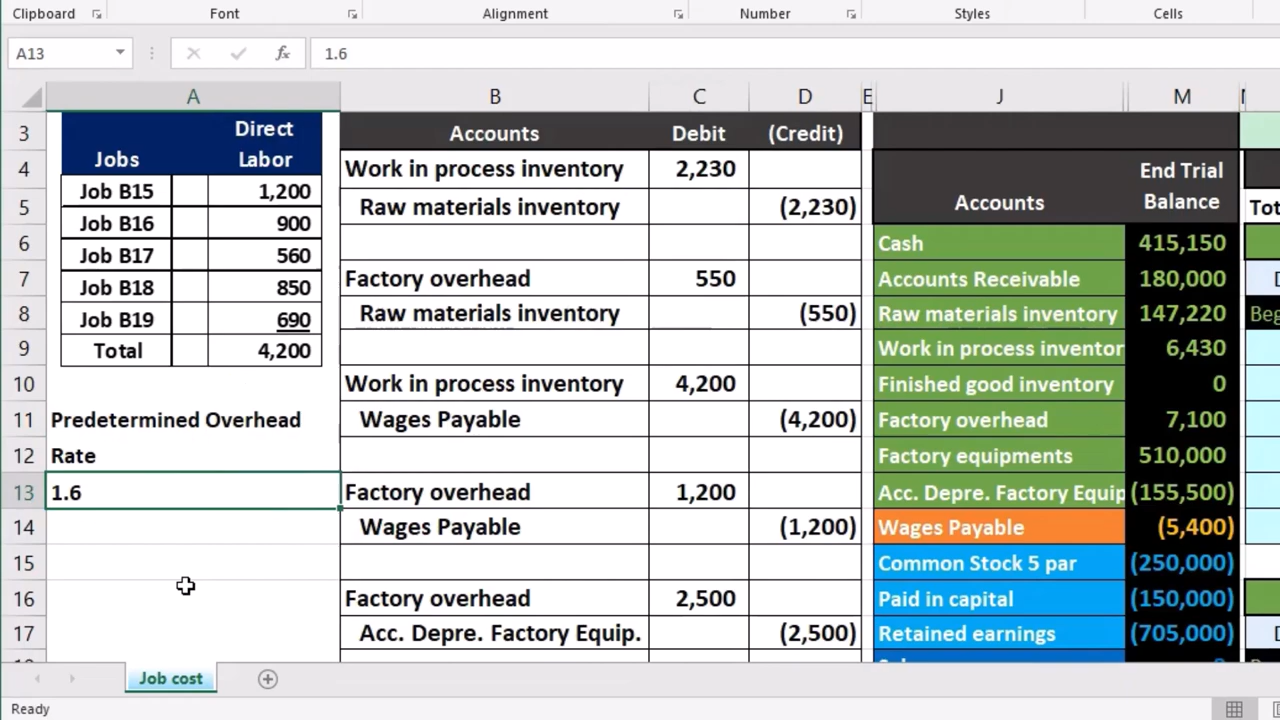 Clipboard Font Alignment Number Styles Cells
A13 fx 1.6
A B C D E J M
3 Direct Accounts Debit (Credit)
Jobs Labor
4 Work in process inventory 2,230 End Trial
Job B15 1,200
5 Raw materials inventory (2,230) Accounts Balance Tot
Job B16 900
6 Cash 415,150
Job B17 560
7 Factory overhead 550 Accounts Receivable 180,000 D
Job B18 850
8 Raw materials inventory (550) Raw materials inventory 147,220 Beg
Job B19 690
9 Total 4,200 Work in process inventor 6,430
10 Work in process inventory 4,200 Finished good inventory 0
11 Predetermined Overhead Wages Payable (4,200) Factory overhead 7,100
12 Rate Factory equipments 510,000
13 1.6 Factory overhead 1,200 Acc. Depre. Factory Equip (155,500)
14 Wages Payable (1,200) Wages Payable (5,400)
15 Common Stock 5 par (250,000)
16 Factory overhead 2,500 Paid in capital (150,000)
17 Acc. Depre. Factory Equip. (2,500) Retained earnings (705,000) D
Job cost
Ready